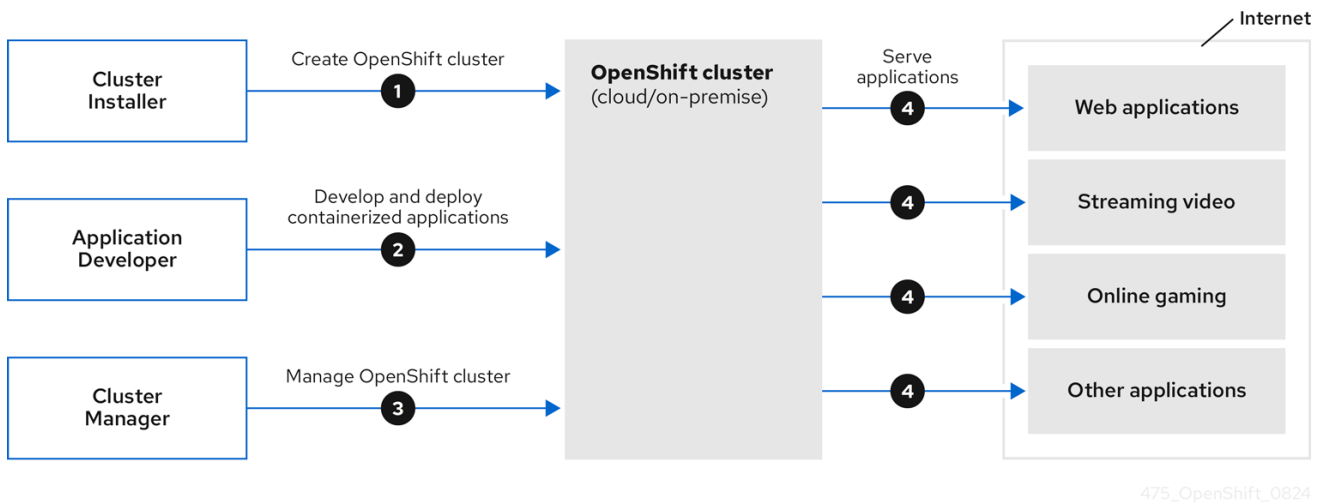 Internet
Cluster
Installer
Create OpenShift cluster
1
OpenShift cluster
(cloud/on-premise)
Serve
applications
4
Web applications
Application
Developer
Develop and deploy
containerized applications
2
4
Streaming video
4
Online gaming
Cluster
Manager
Manage OpenShift cluster
3
4
Other applications
475_OpenShift_0824